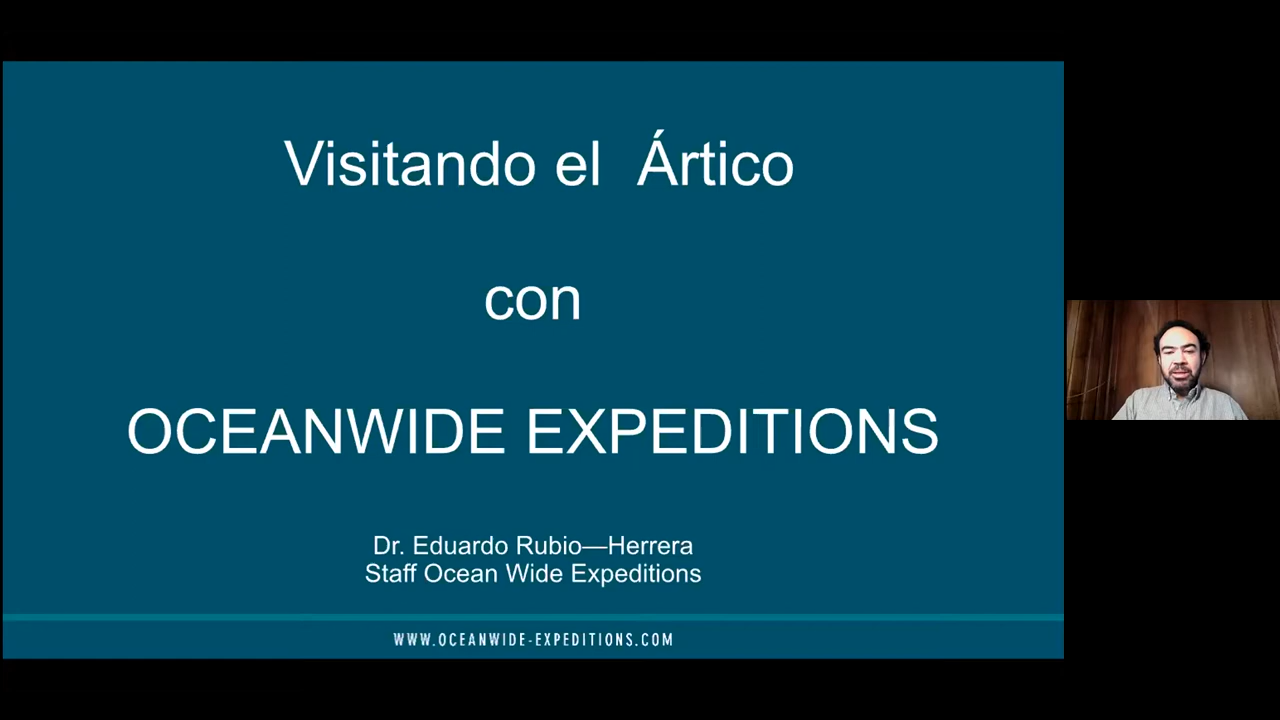 Visitando el Ártico
con
OCEANWIDE EXPEDITIONS
Dr. Eduardo Rubio—Herrera
Staff Ocean Wide Expeditions
WWW.OCEANWIDE-EXPEDITIONS.COM